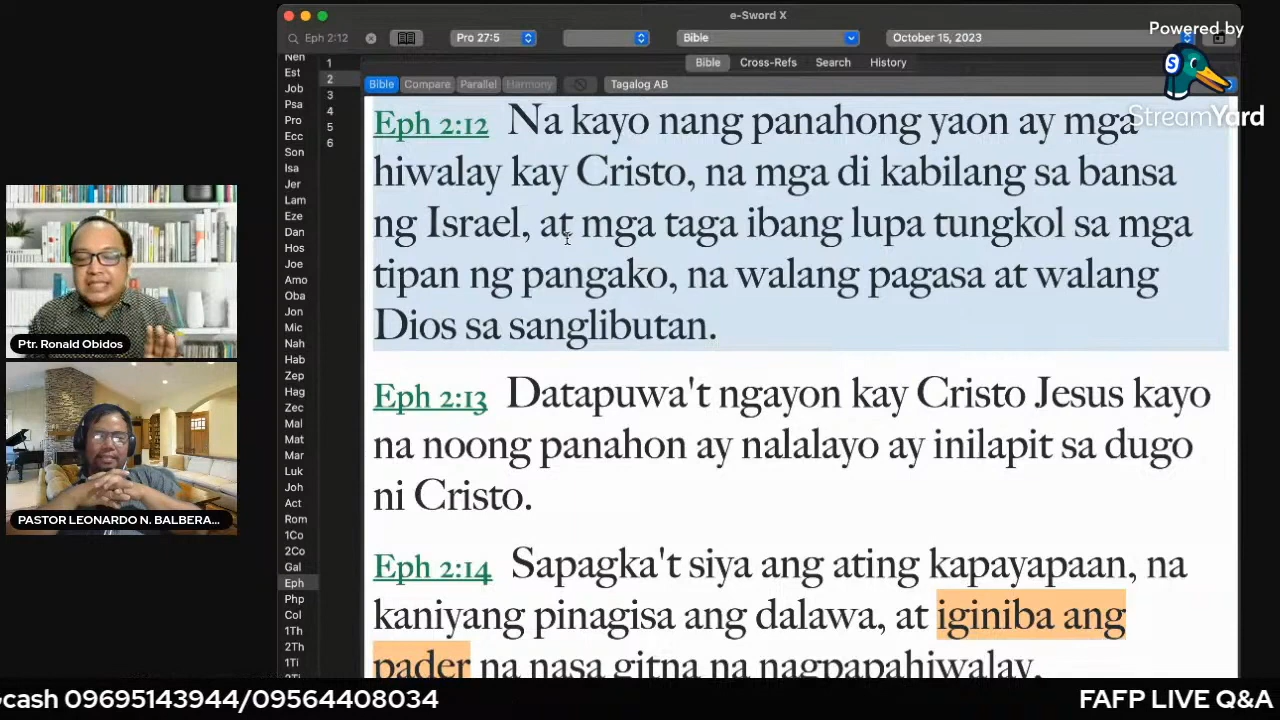 e-Sword X
Eph 2:12
Pro 27:5
Bible
October 15, 2023
Bible
Cross-Refs
Search
History
Bible
Compare
Parallel
Harmony
Tagalog AB
Powered by
StreamYard
Neh
Est
Job
Psa
Pro
Ecc
Son
Isa
Jer
Lam
Eze
Dan
Hos
Joe
Amo
Oba
Jon
Mic
Nah
Hab
Zep
Hag
Zec
Mal
Mat
Mar
Luk
Joh
Act
Rom
1Co
2Co
Gal
Eph
Php
Col
1Th
2Th
1Ti
1
2
3
4
5
6
Eph 2:12 Na kayo nang panahong yaon ay mga
hiwalay kay Cristo, na mga di kabilang sa bansa
ng Israel, at mga taga ibang lupa tungkol sa mga
tipan ng pangako, na walang pagasa at walang
Dios sa sanglibutan.
Eph 2:13 Datapuwa't ngayon kay Cristo Jesus kayo
na noong panahon ay nalalayo ay inilapit sa dugo
ni Cristo.
Eph 2:14 Sapagka't siya ang ating kapayapaan, na
kaniyang pinagisa ang dalawa, at iginiba ang
pader na nasa gitna na nagpapahiwalay,
Ptr. Ronald Obidos
PASTOR LEONARDO N. BALBERA...
cash 09695143944/09564408034
FAFP LIVE Q&A